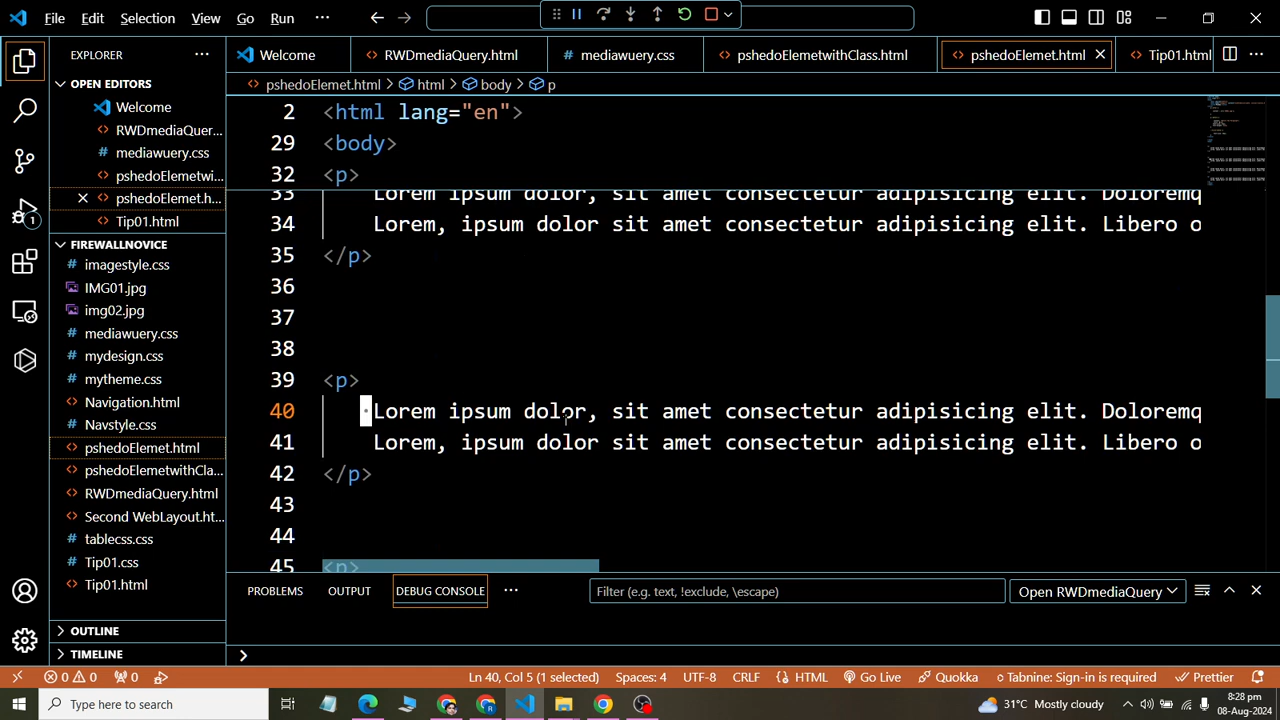 File Edit Selection View Go Run ···
EXPLORER ···
OPEN EDITORS
Welcome
RWDmediaQuer...
mediawuery.css
pshedoElemetwi...
pshedoElemet.h...
Tip01.html
FIREWALLNOVICE
imagestyle.css
IMG01.jpg
img02.jpg
mediawuery.css
mydesign.css
mytheme.css
Navigation.html
Navstyle.css
pshedoElemet.html
pshedoElemetwithCla...
RWDmediaQuery.html
Second WebLayout.ht...
tablecss.css
Tip01.css
Tip01.html
OUTLINE
TIMELINE
1
Welcome RWDmediaQuery.html mediawuery.css pshedoElemetwithClass.html pshedoElemet.html Tip01.html ···
pshedoElemet.html > html > body > p
2 <html lang="en">
29 <body>
32 <p>
33 Lorem ipsum dolor, sit amet consectetur adipisicing elit. Doloremq
34 Lorem, ipsum dolor sit amet consectetur adipisicing elit. Libero o
35 </p>
36
37
38
39 <p>
40 Lorem ipsum dolor, sit amet consectetur adipisicing elit. Doloremq
41 Lorem, ipsum dolor sit amet consectetur adipisicing elit. Libero o
42 </p>
43
44
45 <p>
PROBLEMS OUTPUT DEBUG CONSOLE ··· Filter (e.g. text, !exclude, \escape) Open RWDmediaQuery
>
0 0 0 Ln 40, Col 5 (1 selected) Spaces: 4 UTF-8 CRLF HTML Go Live Quokka Tabnine: Sign-in is required Prettier
Type here to search 31°C Mostly cloudy 8:28 pm
08-Aug-2024